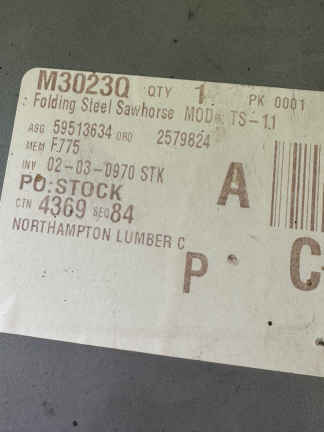 M3023Q QTY 1 PK 0001
Folding Steel Sawhorse MOD: TS-11
ASG 59513634 ORD 2579824
MEM F.775
INV 02-03-0970 STK
PO:STOCK A
CTN 4369 SEQ 84
NORTHAMPTON LUMBER C
P C